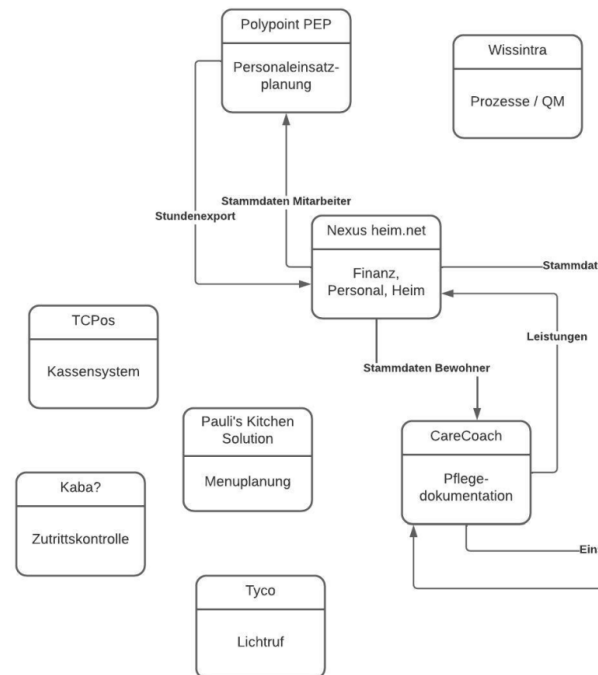 Polypoint PEP
Personaleinsatz-
planung
Wissintra
Prozesse / QM
Stammdaten Mitarbeiter
Stundenexport
Nexus heim.net
Finanz,
Personal, Heim
Stammdat
TCPos
Kassensystem
Leistungen
Stammdaten Bewohner
Pauli's Kitchen
Solution
Menuplanung
CareCoach
Pflege-
dokumentation
Kaba?
Zutrittskontrolle
Ein
Tyco
Lichtruf